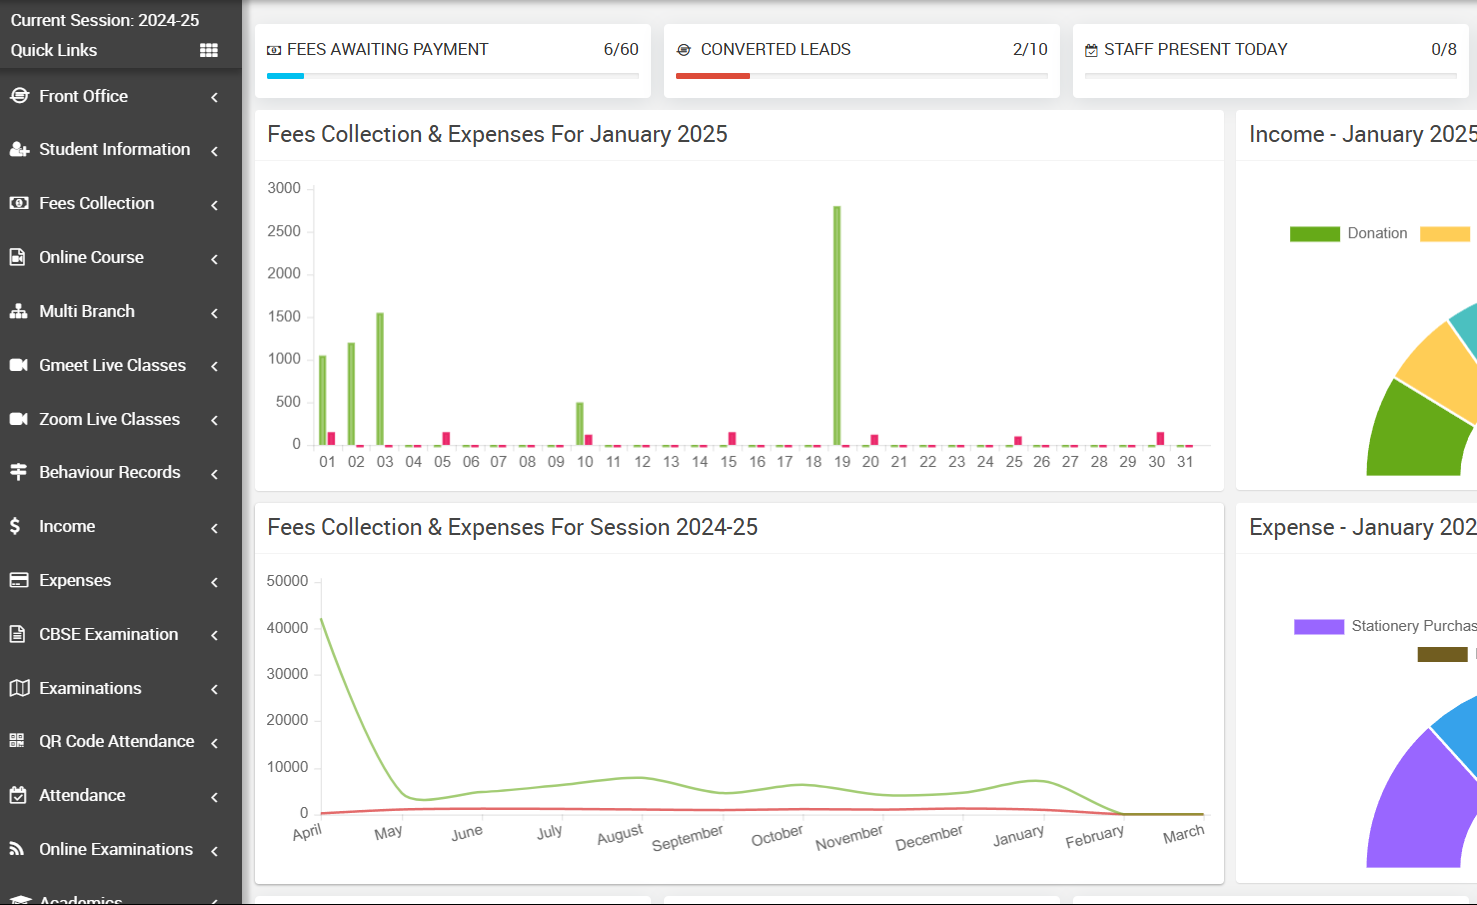 Current Session: 2024-25
Quick Links
Front Office
Student Information
Fees Collection
Online Course
Multi Branch
Gmeet Live Classes
Zoom Live Classes
Behaviour Records
Income
Expenses
CBSE Examination
Examinations
QR Code Attendance
Attendance
Online Examinations
Academics
FEES AWAITING PAYMENT 6/60
CONVERTED LEADS 2/10
STAFF PRESENT TODAY 0/8
Fees Collection & Expenses For January 2025
3000
2500
2000
1500
1000
500
0
01 02 03 04 05 06 07 08 09 10 11 12 13 14 15 16 17 18 19 20 21 22 23 24 25 26 27 28 29 30 31
Income - January 2025
Donation
Fees Collection & Expenses For Session 2024-25
50000
40000
30000
20000
10000
0
April May June July August September October November December January February March
Expense - January 202
Stationery Purchas